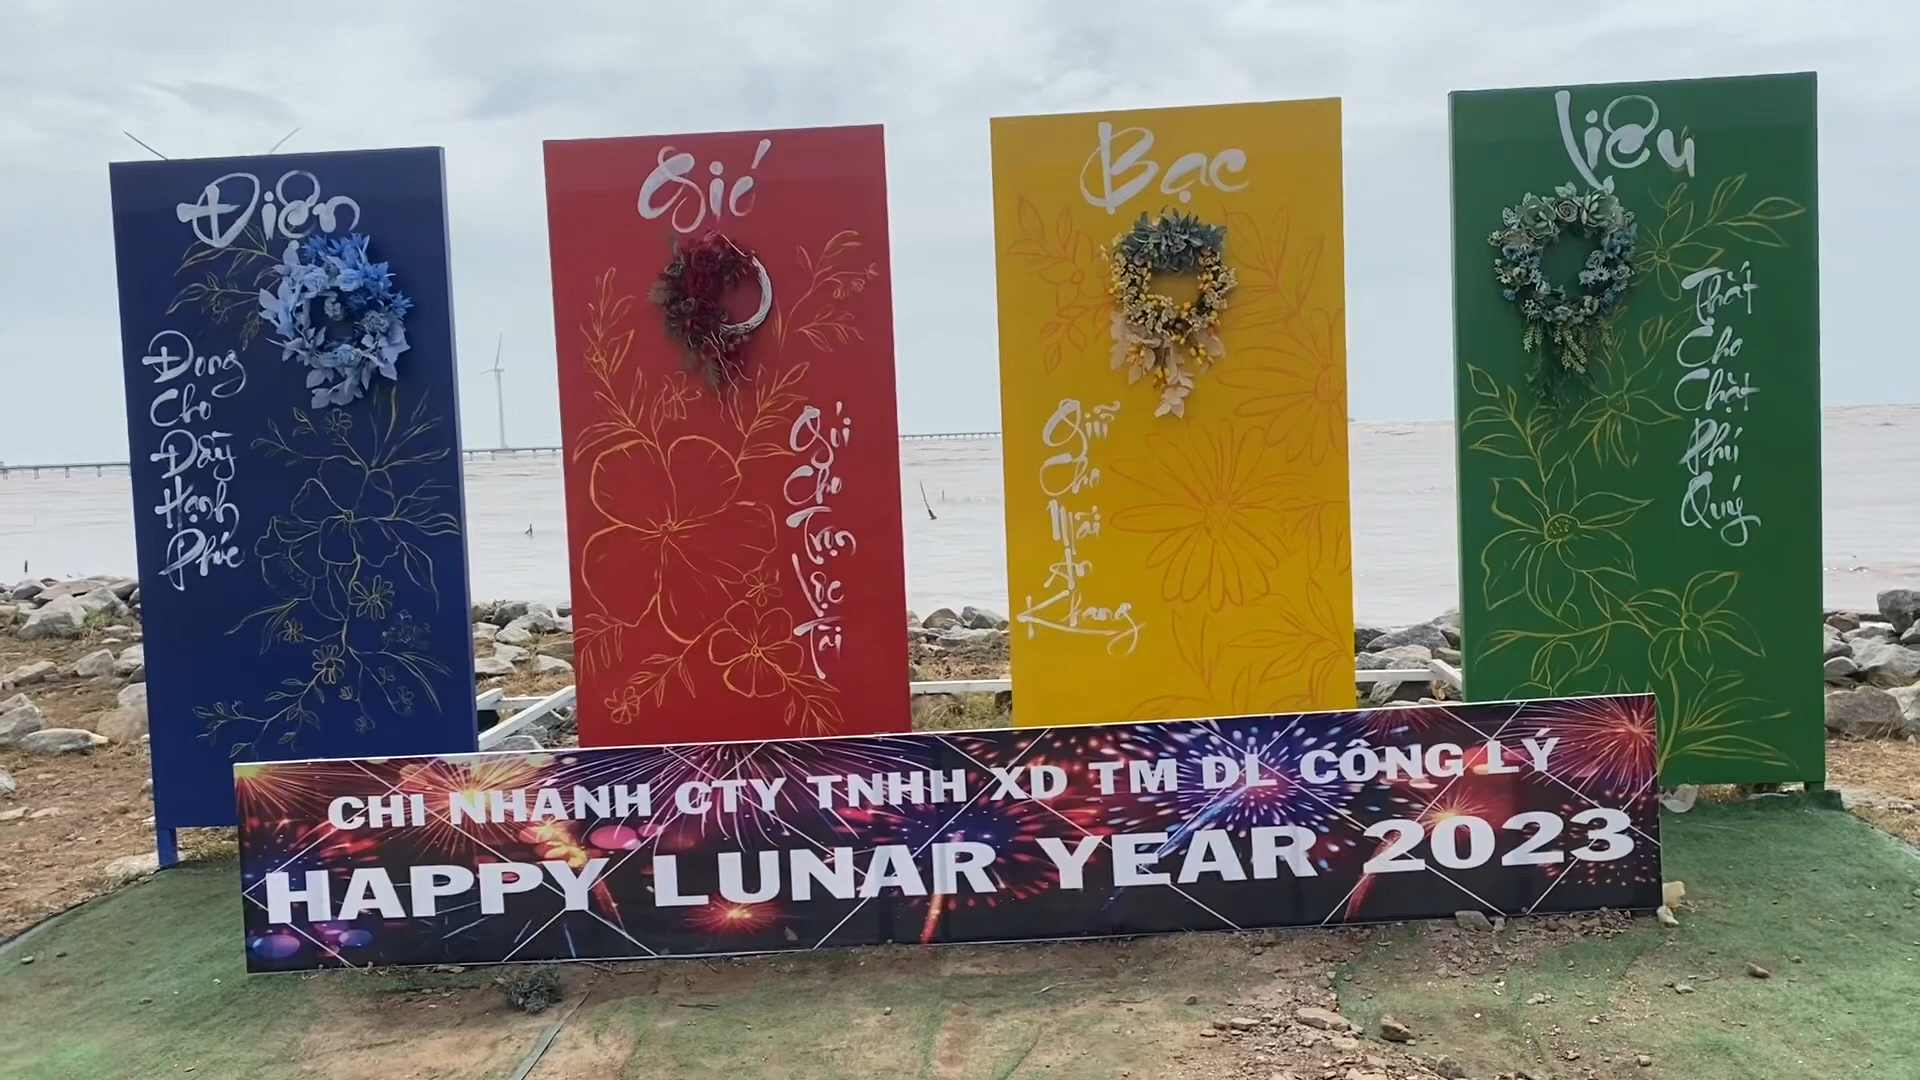 Điện
Đong
Cho
Đầy
Hạnh
Phúc
Gió
Gói
Cho
Trọn
Lộc
Tài
Bạc
Giữ
Cho
Mãi
An
Khang
Liêu
Thắt
Cho
Chặt
Phú
Quý
CHI NHÁNH CTY TNHH XD TM DL CÔNG LÝ
HAPPY LUNAR YEAR 2023